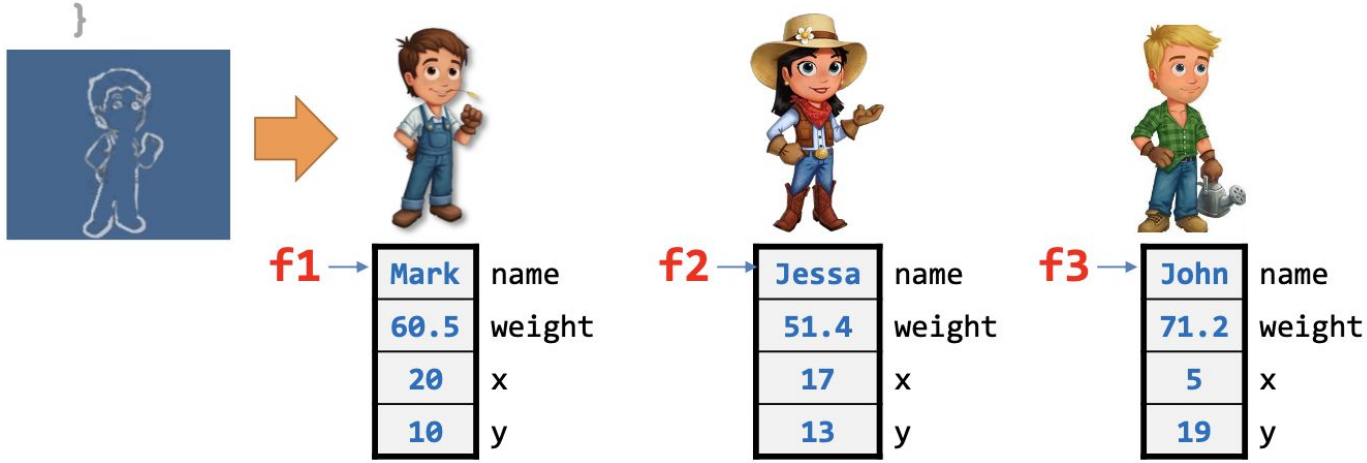 }
f1 Mark name
60.5 weight
20 x
10 y
f2 Jessa name
51.4 weight
17 x
13 y
f3 John name
71.2 weight
5 x
19 y